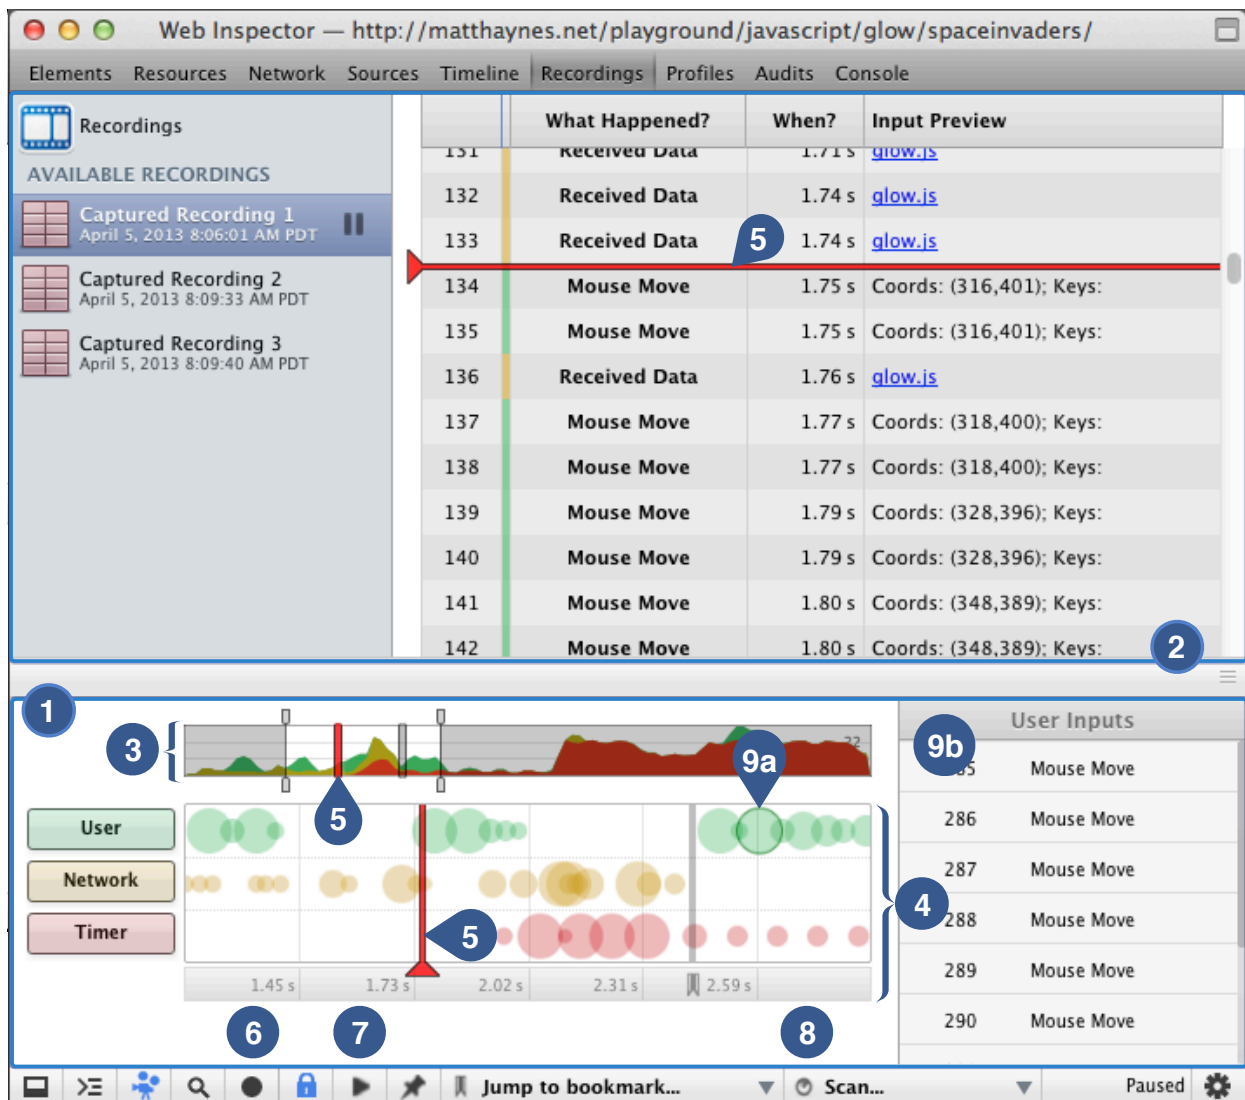 Web Inspector — http://matthaynes.net/playground/javascript/glow/spaceinvaders/
Elements Resources Network Sources Timeline Recordings Profiles Audits Console
Recordings
AVAILABLE RECORDINGS
Captured Recording 1
April 5, 2013 8:06:01 AM PDT
Captured Recording 2
April 5, 2013 8:09:33 AM PDT
Captured Recording 3
April 5, 2013 8:09:40 AM PDT
What Happened? When? Input Preview
131 Received Data 1.71 s glow.js
132 Received Data 1.74 s glow.js
133 Received Data 1.74 s glow.js
5
134 Mouse Move 1.75 s Coords: (316,401); Keys:
135 Mouse Move 1.75 s Coords: (316,401); Keys:
136 Received Data 1.76 s glow.js
137 Mouse Move 1.77 s Coords: (318,400); Keys:
138 Mouse Move 1.77 s Coords: (318,400); Keys:
139 Mouse Move 1.79 s Coords: (328,396); Keys:
140 Mouse Move 1.79 s Coords: (328,396); Keys:
141 Mouse Move 1.80 s Coords: (348,389); Keys:
142 Mouse Move 1.80 s Coords: (348,389); Keys:
2
1
3
22
5
9a
User
Network
Timer
5
4
1.45 s 1.73 s 2.02 s 2.31 s 2.59 s
6 7 8
User Inputs
9b
Mouse Move
286 Mouse Move
287 Mouse Move
288 Mouse Move
289 Mouse Move
290 Mouse Move
Jump to bookmark... Scan... Paused